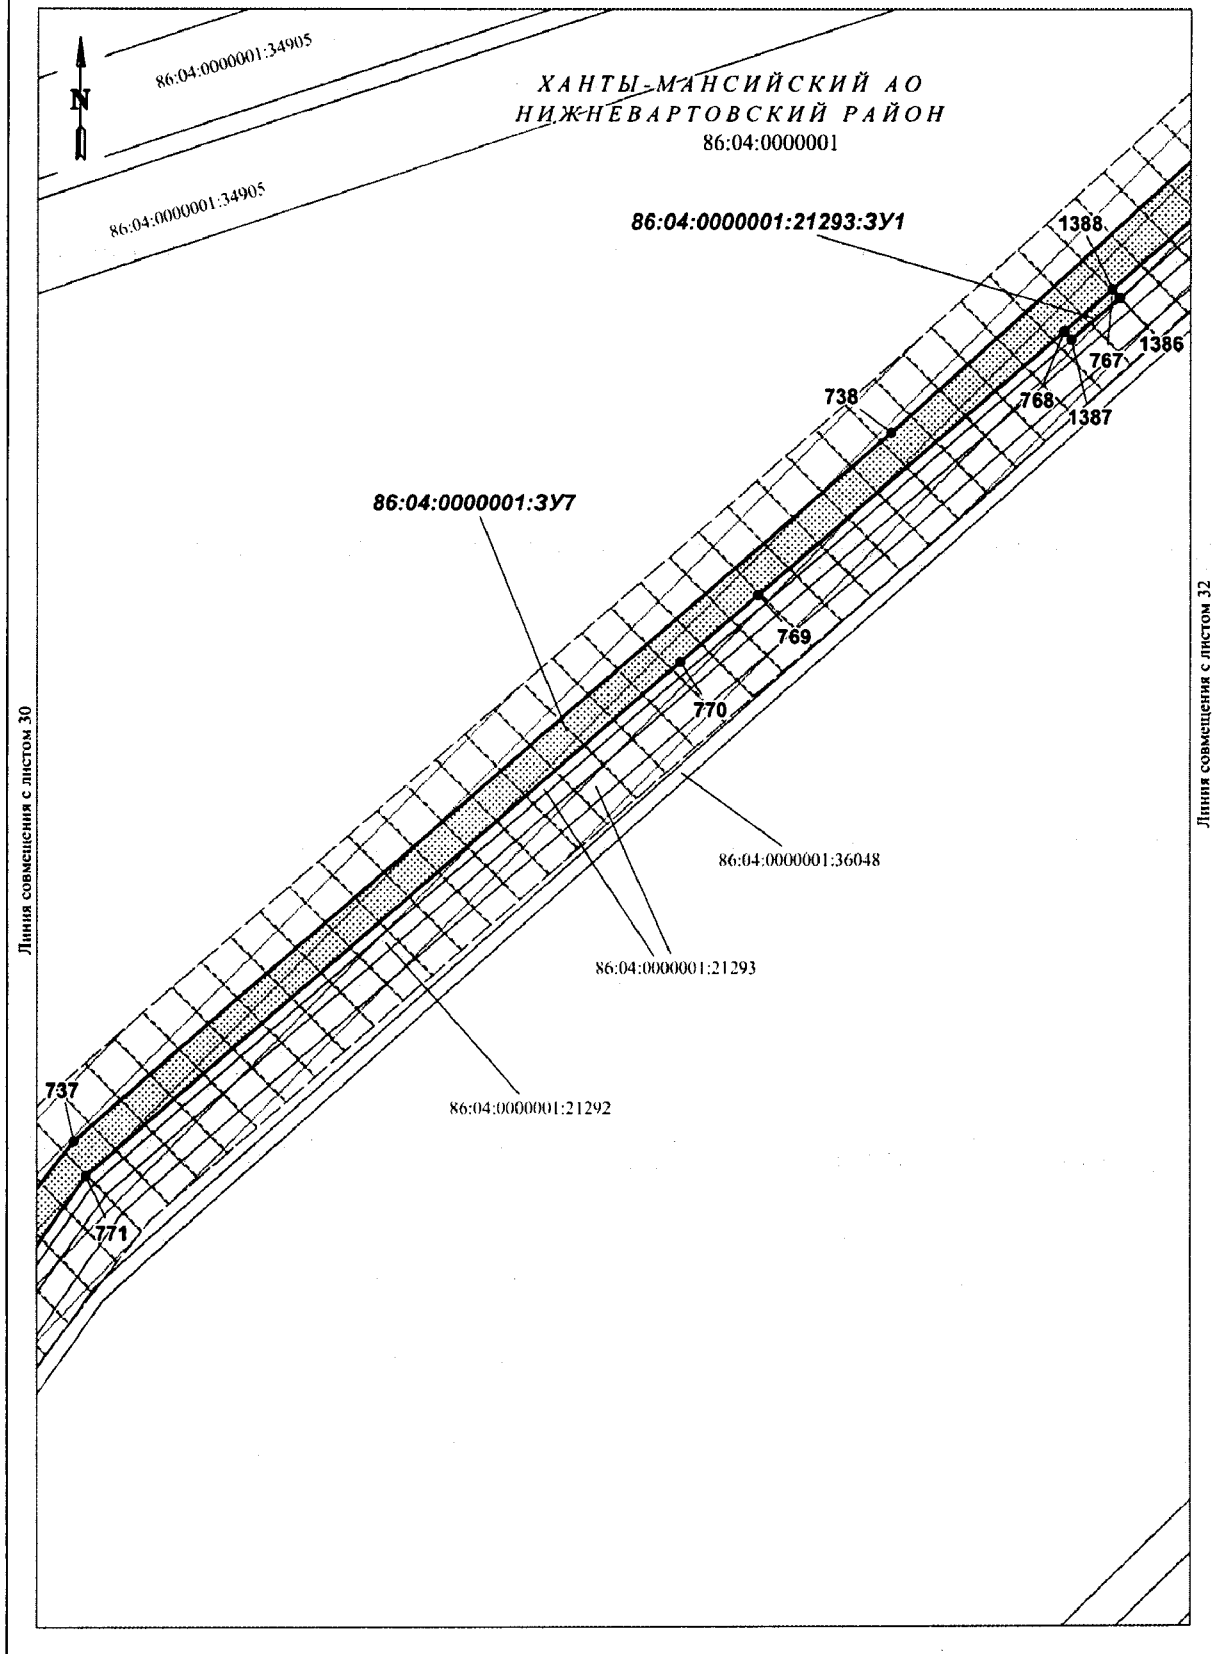 86:04:0000001:34905
N
ХАНТЫ-МАНСИЙСКИЙ АО
НИЖНЕВАРТОВСКИЙ РАЙОН
86:04:0000001
86:04:0000001:34905
86:04:0000001:21293:ЗУ1
1388
1386
767
768
1387
738
86:04:0000001:ЗУ7
769
770
Линия совмещения с листом 30
Линия совмещения с листом 32
86:04:0000001:36048
86:04:0000001:21293
86:04:0000001:21292
737
771